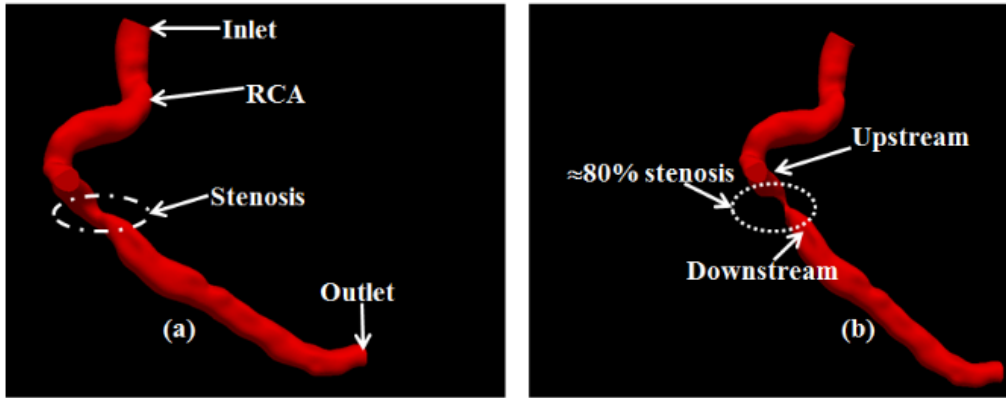 Inlet
RCA
Stenosis
Outlet
(a)
Upstream
≈80% stenosis
Downstream
(b)